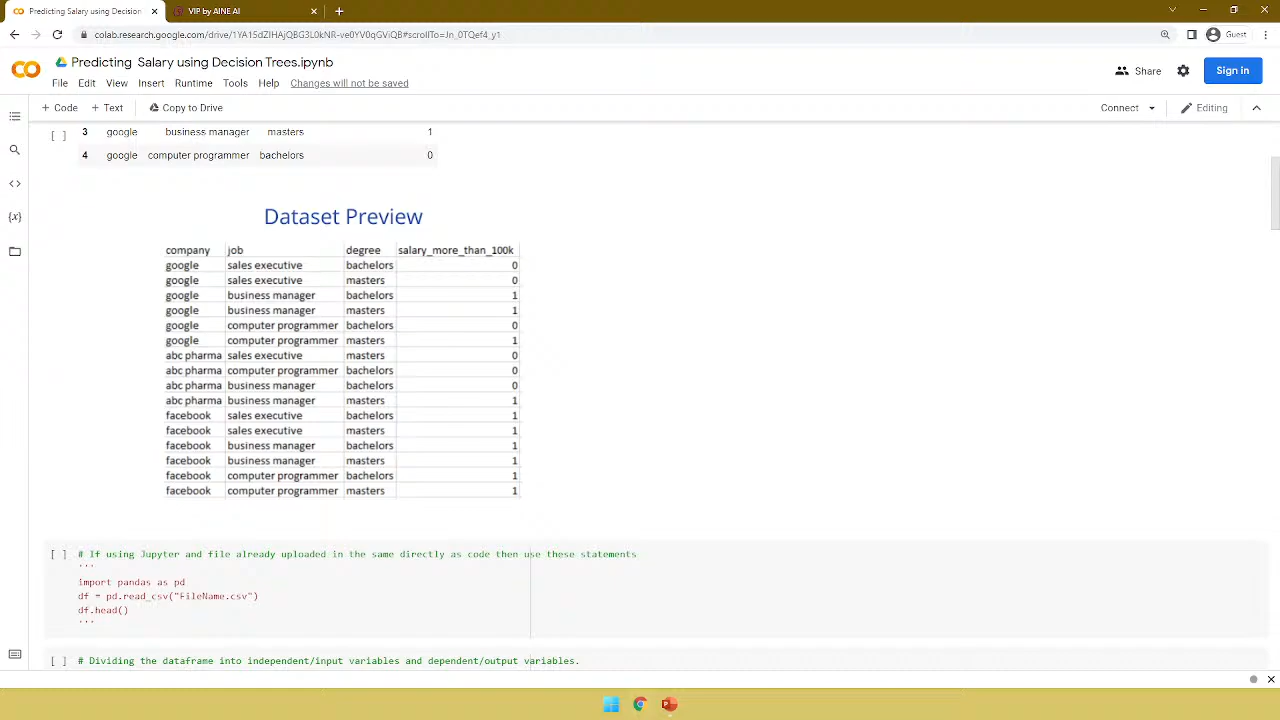 Predicting Salary using Decision
VIP by AINE AI
colab.research.google.com/drive/1YA15dZIHAjQBG3L0kNR-ve0YV0qGViQB#scrollTo=Jn_0TQef4_y1
Guest
Predicting Salary using Decision Trees.ipynb
File Edit View Insert Runtime Tools Help Changes will not be saved
Share
Sign in
+ Code + Text Copy to Drive
Connect
Editing
[ ]
3 google business manager masters 1
4 google computer programmer bachelors 0
Dataset Preview
company job degree salary_more_than_100k
google sales executive bachelors 0
google sales executive masters 0
google business manager bachelors 1
google business manager masters 1
google computer programmer bachelors 0
google computer programmer masters 1
abc pharma sales executive masters 0
abc pharma computer programmer bachelors 0
abc pharma business manager bachelors 0
abc pharma business manager masters 1
facebook sales executive bachelors 1
facebook sales executive masters 1
facebook business manager bachelors 1
facebook business manager masters 1
facebook computer programmer bachelors 1
facebook computer programmer masters 1
[ ] # If using Jupyter and file already uploaded in the same directly as code then use these statements
'''
import pandas as pd
df = pd.read_csv("FileName.csv")
df.head()
'''
[ ] # Dividing the dataframe into independent/input variables and dependent/output variables.